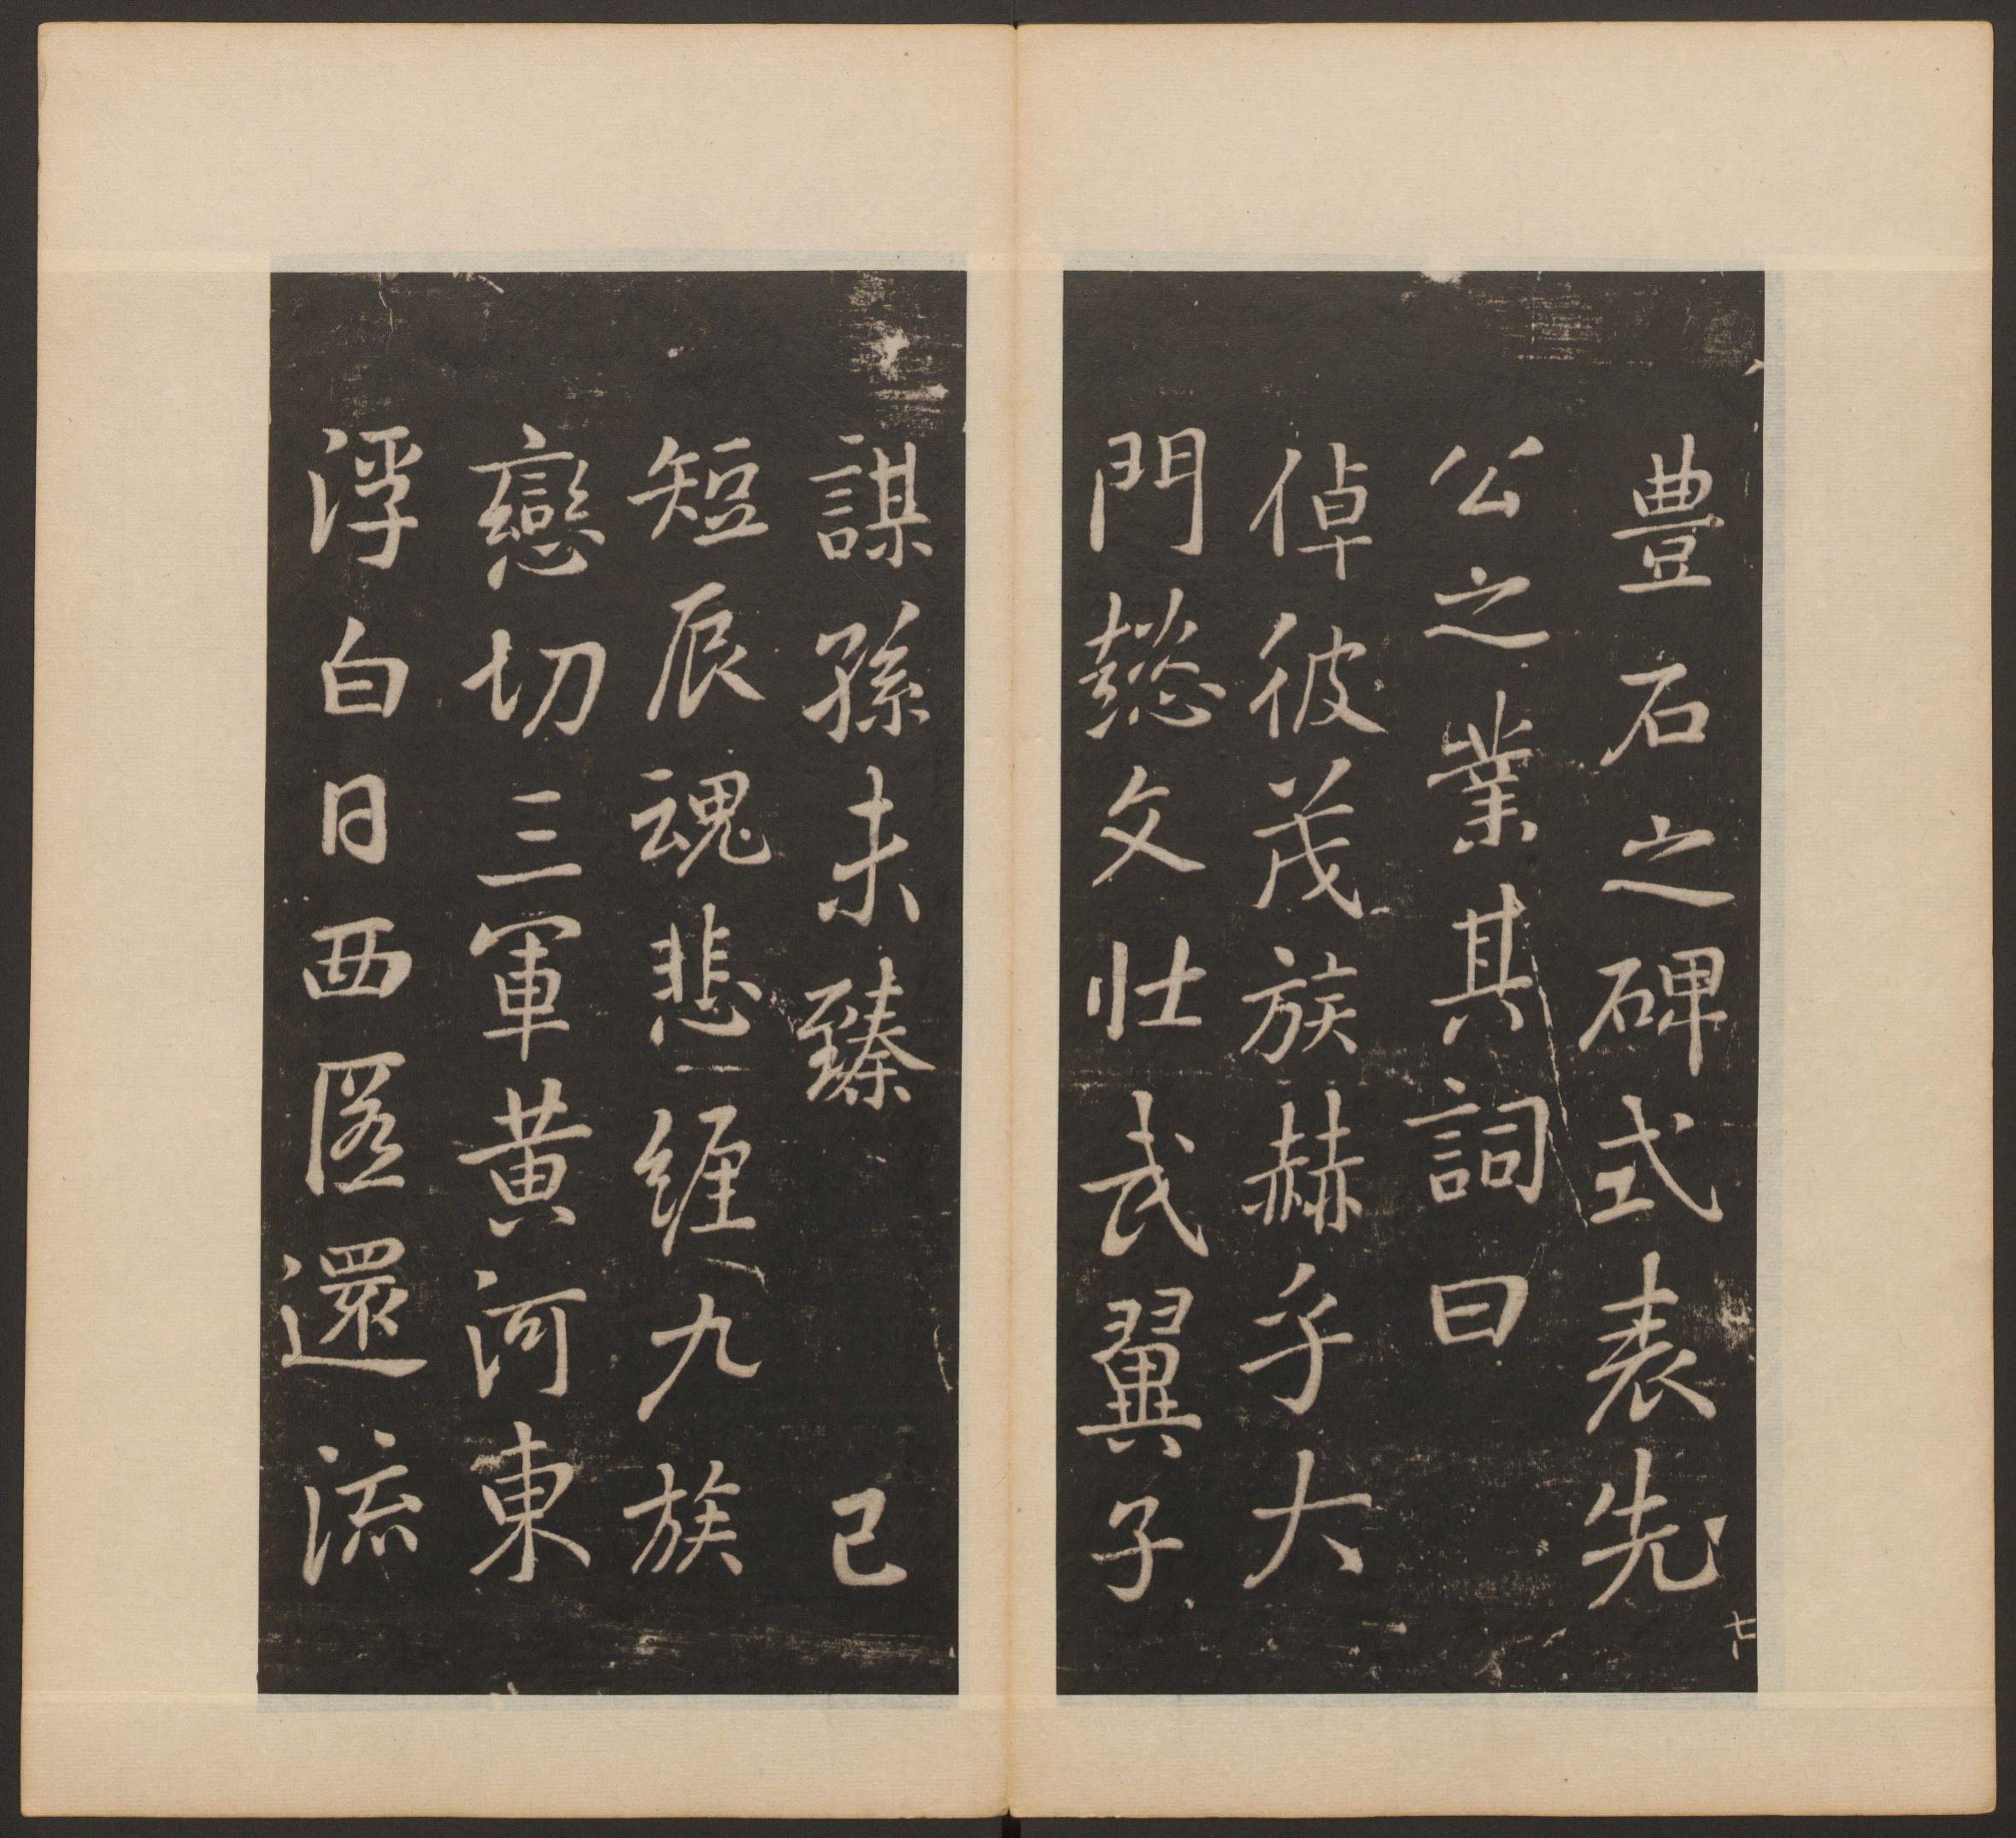 豊石之碑式表先
公之業其詞曰
倬彼茂族赫乎大
門懿文壯武翼子
謀孫未臻 已
短辰魂悲纏九族
戀切三軍黃河東
浮白日西匿還流